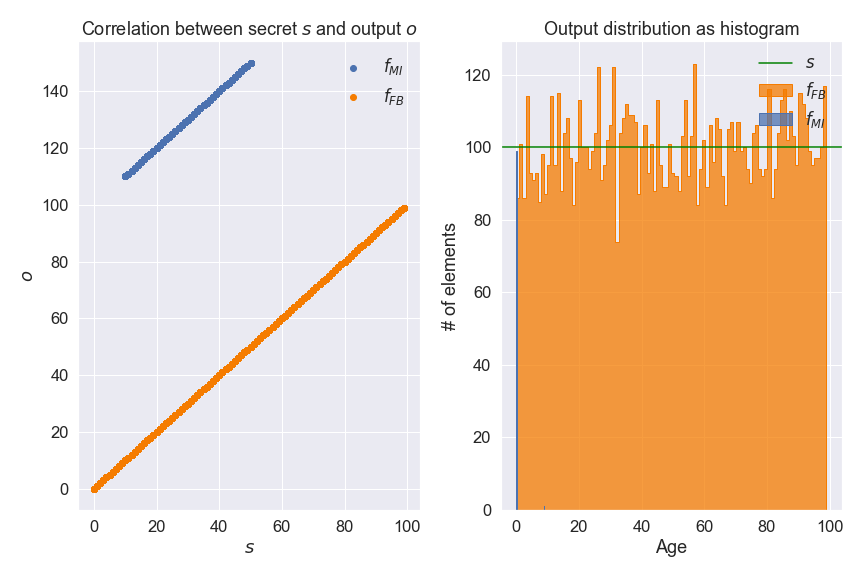 Correlation between secret s and output o
f_MI
f_FB
140
120
100
80
60
40
20
0
o
0 20 40 60 80 100
s
Output distribution as histogram
s
f_FB
f_MI
120
100
80
60
40
20
0
# of elements
0 20 40 60 80 100
Age